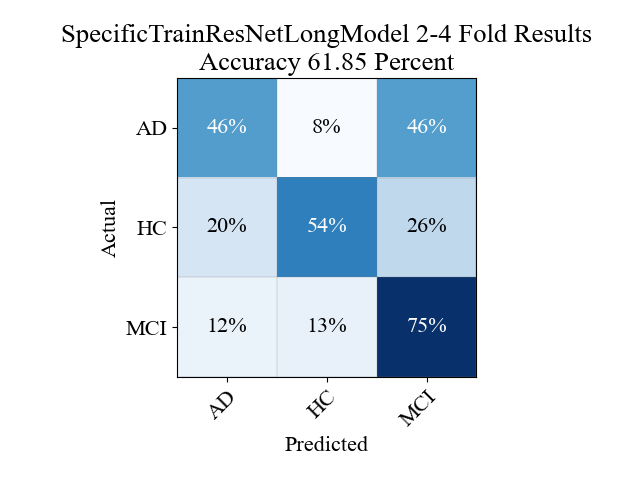 SpecificTrainResNetLongModel 2-4 Fold Results
Accuracy 61.85 Percent
AD 46% 8% 46%
HC 20% 54% 26%
MCI 12% 13% 75%
Actual
AD HC MCI
Predicted